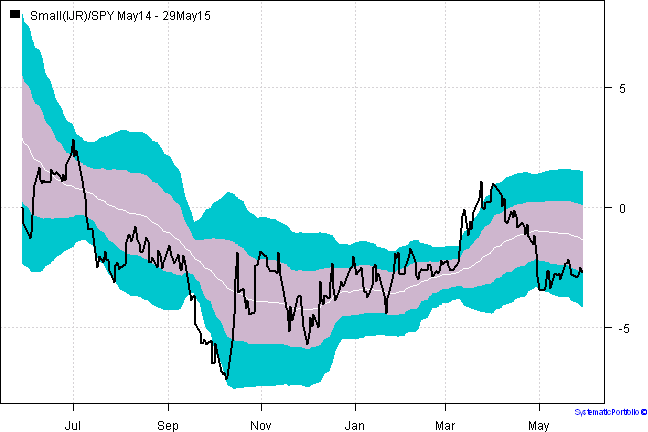 Small(IJR)/SPY May14 - 29May15
5
0
-5
Jul Sep Nov Jan Mar May
SystematicPortfolio ©